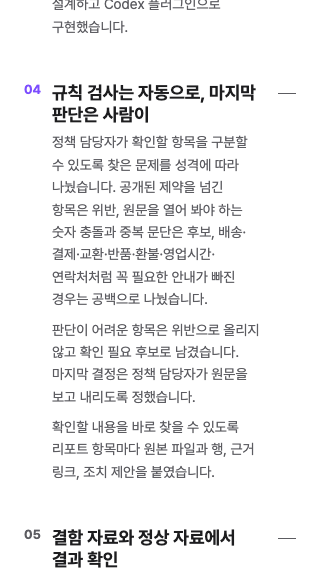 설계하고 Codex 플러그인으로
구현했습니다.
04 규칙 검사는 자동으로, 마지막
판단은 사람이
정책 담당자가 확인할 항목을 구분할
수 있도록 찾은 문제를 성격에 따라
나눴습니다. 공개된 제약을 넘긴
항목은 위반, 원문을 열어 봐야 하는
숫자 충돌과 중복 문단은 후보, 배송·
결제·교환·반품·환불·영업시간·
연락처처럼 꼭 필요한 안내가 빠진
경우는 공백으로 나눴습니다.
판단이 어려운 항목은 위반으로 올리지
않고 확인 필요 후보로 남겼습니다.
마지막 결정은 정책 담당자가 원문을
보고 내리도록 정했습니다.
확인할 내용을 바로 찾을 수 있도록
리포트 항목마다 원본 파일과 행, 근거
링크, 조치 제안을 붙였습니다.
05 결함 자료와 정상 자료에서
결과 확인